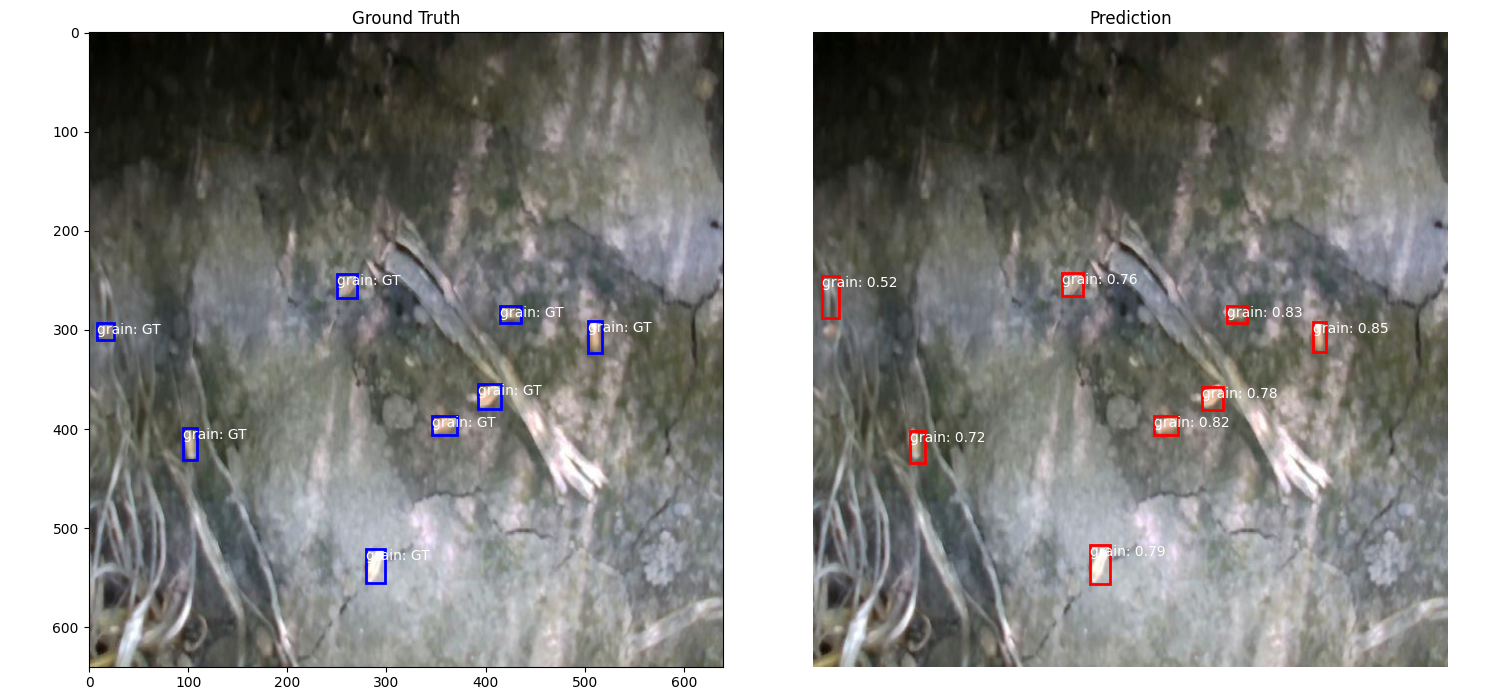 Ground Truth
Prediction
0
100
200
300
400
500
600
0
100
200
300
400
500
600
grain: GT
grain: GT
grain: GT
grain: GT
grain: GT
grain: GT
grain: GT
grain: GT
grain: 0.52
grain: 0.76
grain: 0.83
grain: 0.85
grain: 0.78
grain: 0.82
grain: 0.72
grain: 0.79